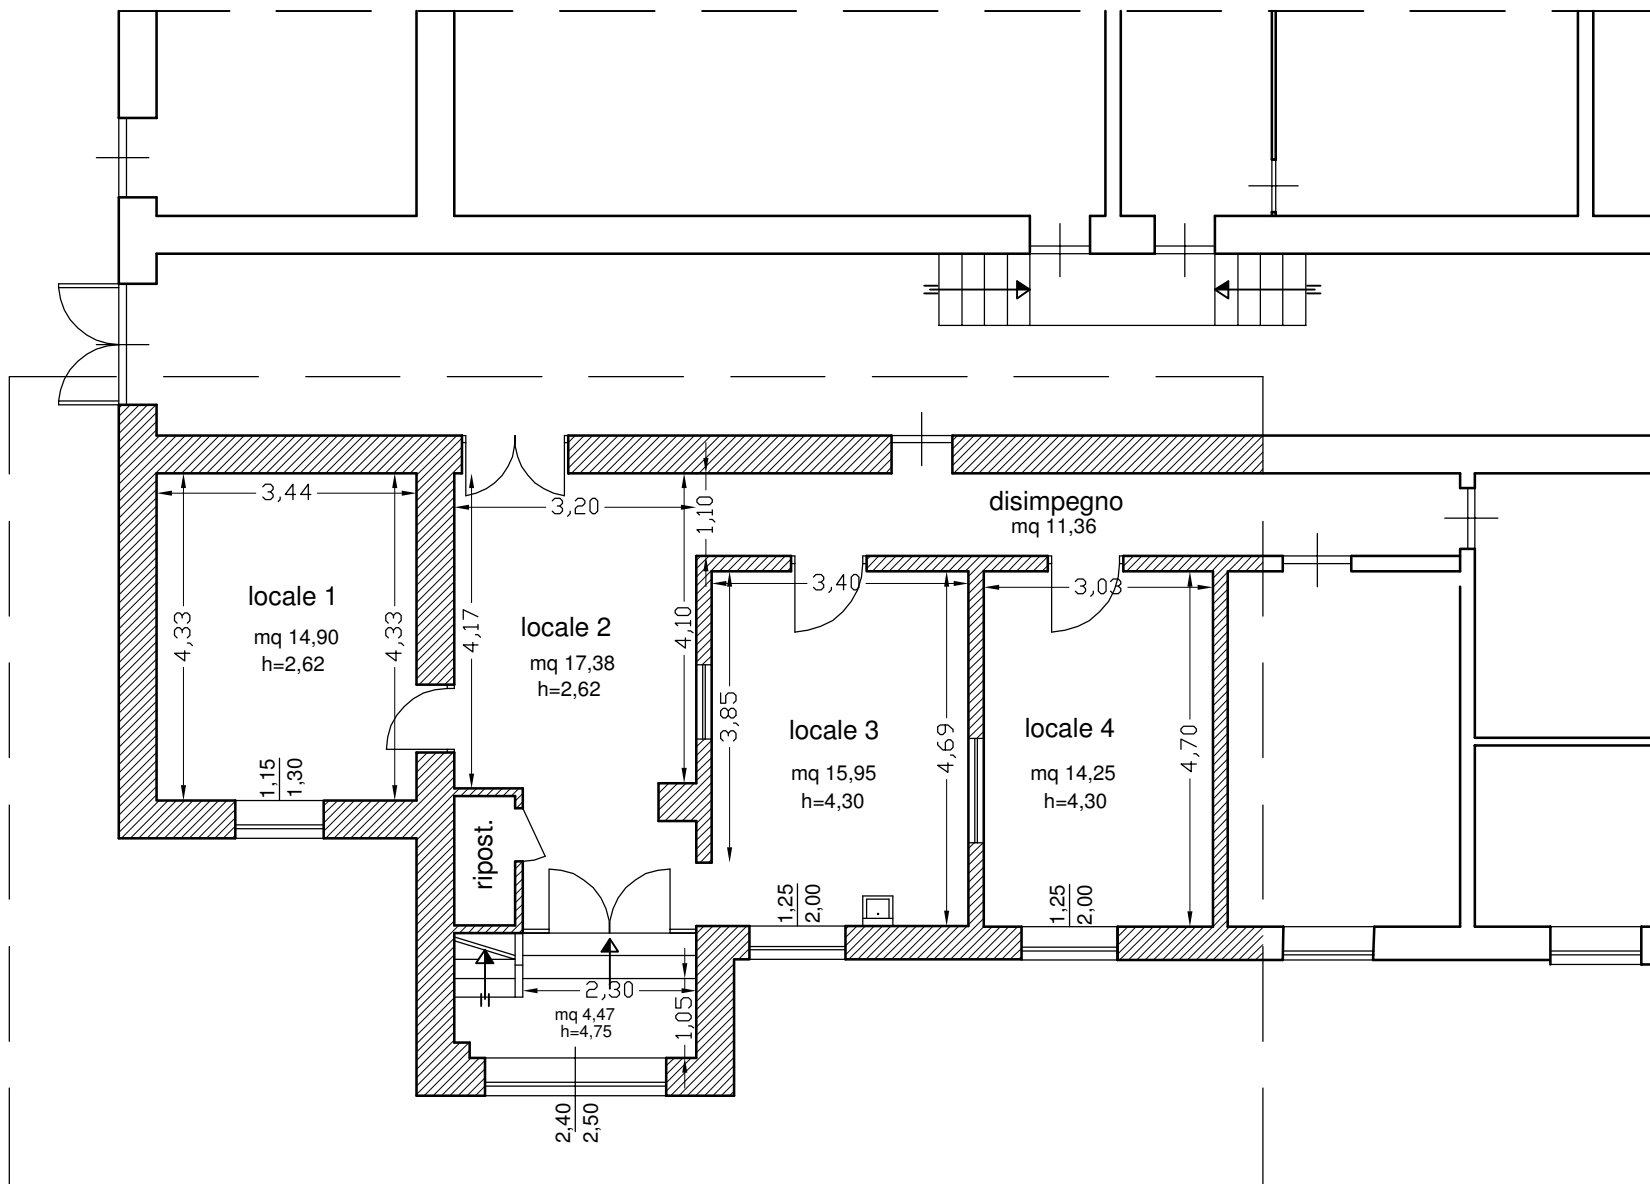 disimpegno
mq 11,36
3,44
3,20
1,10
3,40
3,03
locale 1
mq 14,90
h=2,62
4,33
4,33
4,17
locale 2
mq 17,38
h=2,62
4,10
3,85
locale 3
mq 15,95
h=4,30
4,69
locale 4
mq 14,25
h=4,30
4,70
1,15
1,30
ripost.
1,25
2,00
1,25
2,00
2,30
mq 4,47
h=4,75
1,05
2,40
2,50